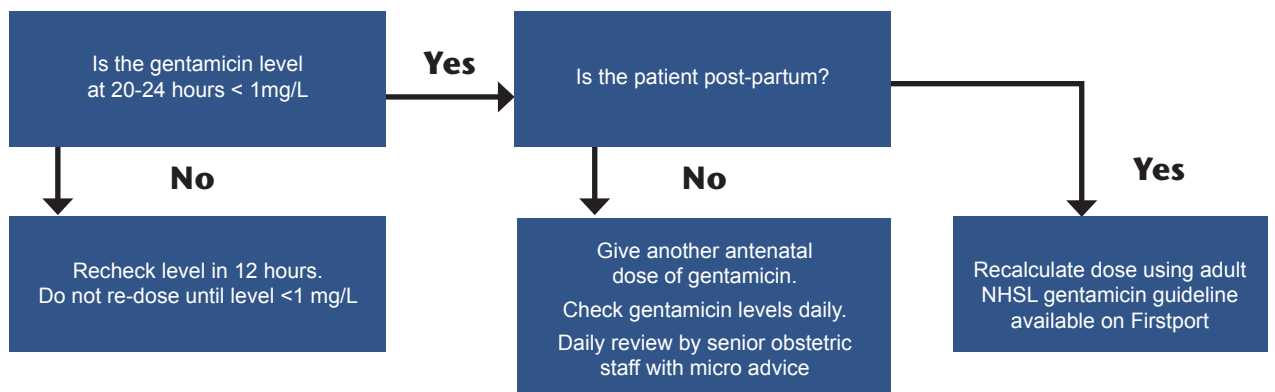 Is the gentamicin level
at 20-24 hours < 1mg/L
Yes
Is the patient post-partum?
No
No
Yes
Recheck level in 12 hours.
Do not re-dose until level <1 mg/L
Give another antenatal
dose of gentamicin.
Check gentamicin levels daily.
Daily review by senior obstetric
staff with micro advice
Recalculate dose using adult
NHSL gentamicin guideline
available on Firstport